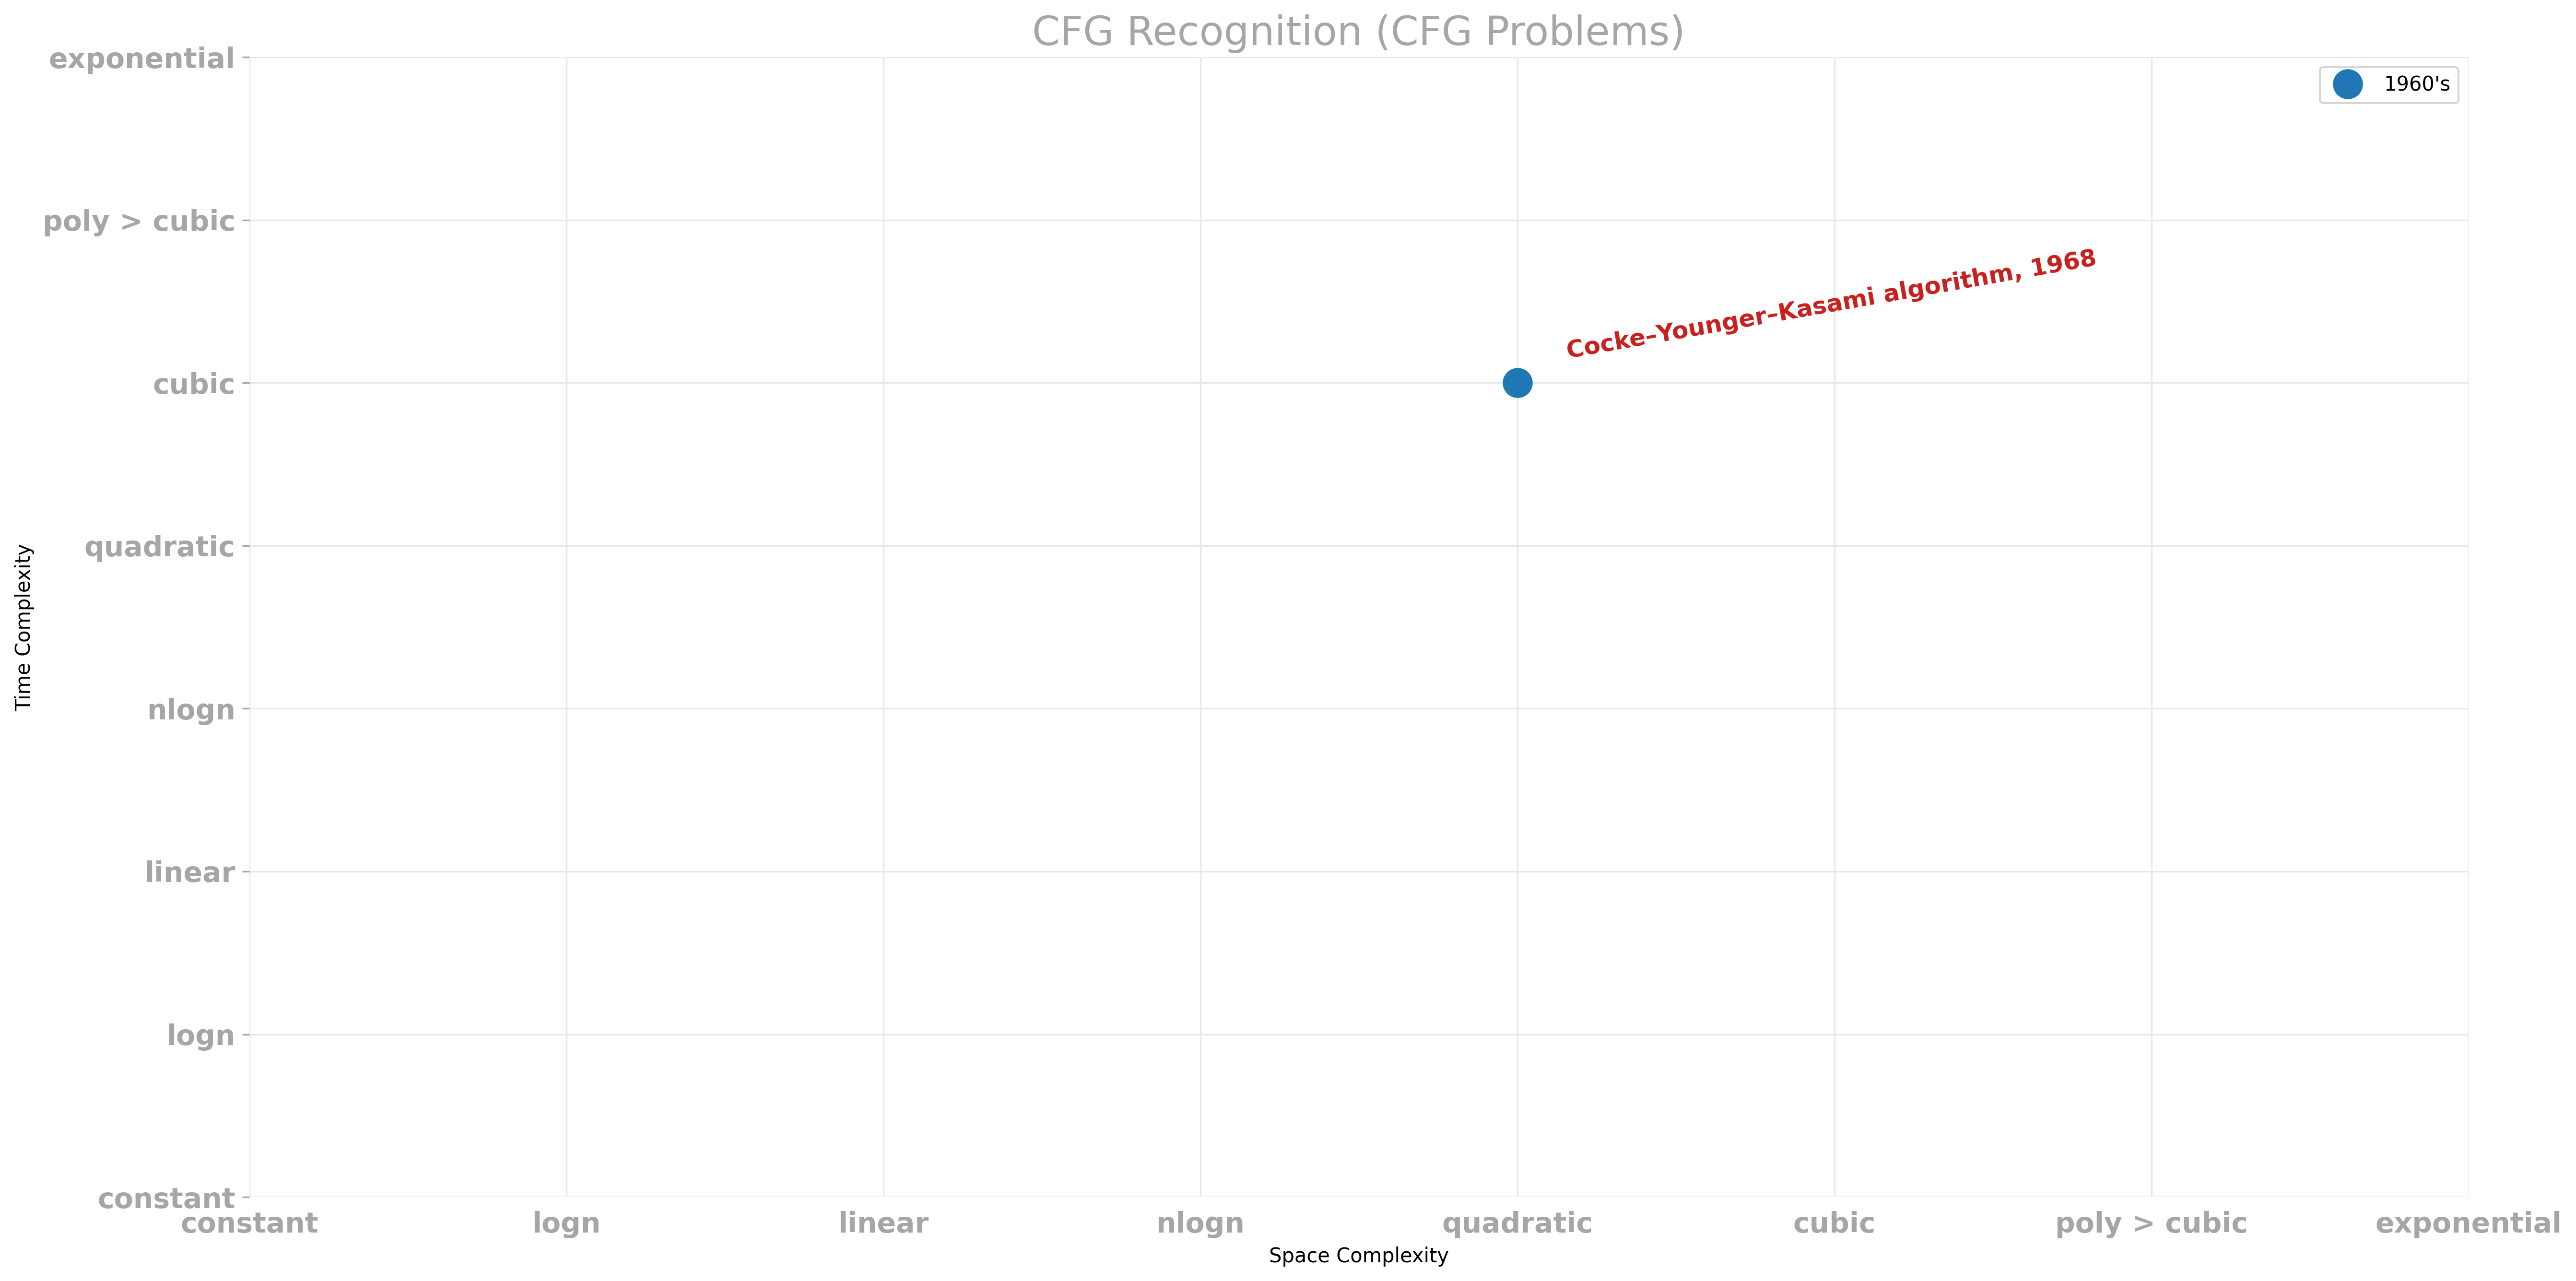 CFG Recognition (CFG Problems)
exponential
poly > cubic
cubic
quadratic
nlogn
linear
logn
constant
Time Complexity
1960's
Cocke–Younger–Kasami algorithm, 1968
constant
logn
linear
nlogn
quadratic
cubic
poly > cubic
exponential
Space Complexity